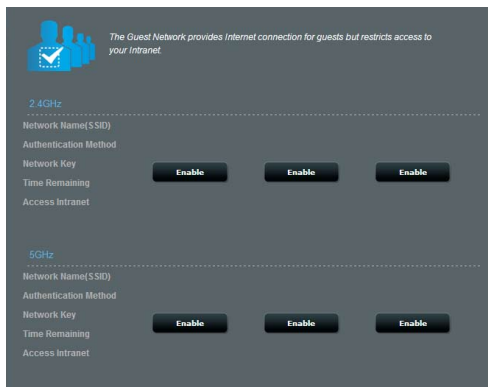 The Guest Network provides Internet connection for guests but restricts access to
your Intranet.
2.4GHz
Network Name(SSID)
Authentication Method
Network Key
Enable Enable Enable
Time Remaining
Access Intranet
5GHz
Network Name(SSID)
Authentication Method
Network Key
Enable Enable Enable
Time Remaining
Access Intranet